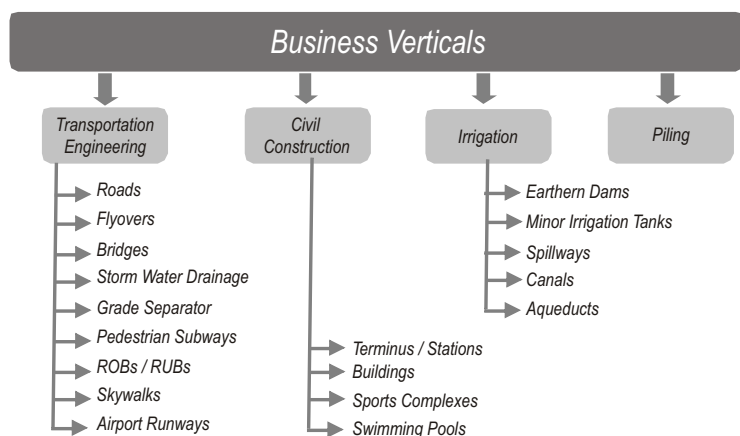 Business Verticals
Transportation
Engineering
Roads
Flyovers
Bridges
Storm Water Drainage
Grade Separator
Pedestrian Subways
ROBs / RUBs
Skywalks
Airport Runways
Civil
Construction
Terminus / Stations
Buildings
Sports Complexes
Swimming Pools
Irrigation
Earthern Dams
Minor Irrigation Tanks
Spillways
Canals
Aqueducts
Piling